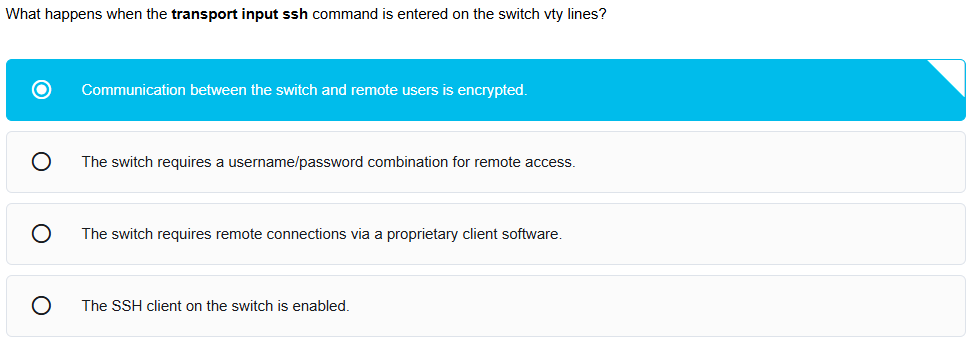 What happens when the transport input ssh command is entered on the switch vty lines?
Communication between the switch and remote users is encrypted.
The switch requires a username/password combination for remote access.
The switch requires remote connections via a proprietary client software.
The SSH client on the switch is enabled.